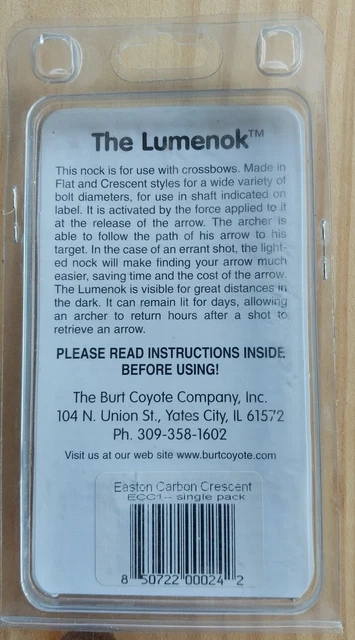 The Lumenok™
This nock is for use with crossbows. Made in
Flat and Crescent styles for a wide variety of
bolt diameters, for use in shaft indicated on
label. It is activated by the force applied to it
at the release of the arrow. The archer is
able to follow the path of his arrow to his
target. In the case of an errant shot, the light-
ed nock will make finding your arrow much
easier, saving time and the cost of the arrow.
The Lumenok is visible for great distances in
the dark. It can remain lit for days, allowing
an archer to return hours after a shot to
retrieve an arrow.
PLEASE READ INSTRUCTIONS INSIDE
BEFORE USING!
The Burt Coyote Company, Inc.
104 N. Union St., Yates City, IL 61572
Ph. 309-358-1602
Visit us at our web site www.burtcoyote.com
Easton Carbon Crescent
ECC1-- single pack
8 50722 00024 2